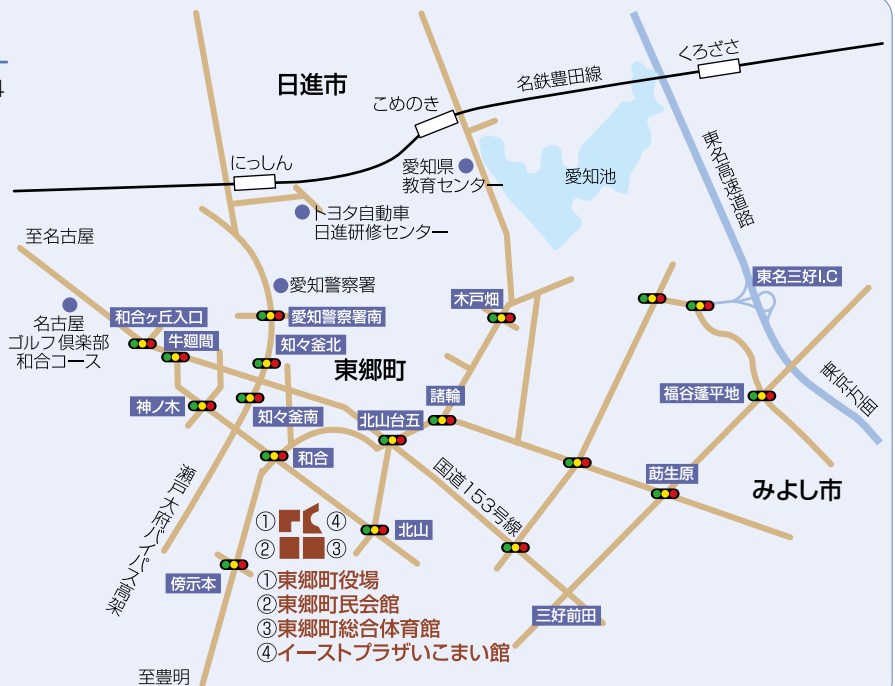 4
日進市
くろざさ
名鉄豊田線
こめのき
にっしん
愛知県
教育センター
愛知池
東名高速道路
トヨタ自動車
日進研修センター
至名古屋
愛知警察署
東名三好I.C
木戸畑
名古屋
ゴルフ倶楽部
和合コース
和合ヶ丘入口
愛知警察署南
牛廻間
知々釜北
東郷町
東京方面
諸輪
福谷蓬平地
神ノ木
知々釜南
北山台五
和合
国道153号線
莇生原
みよし市
瀬戸大府バイパス高架
① ④
② ③
北山
傍示本
①東郷町役場
②東郷町民会館
③東郷町総合体育館
④イーストプラザいこまい館
三好前田
至豊明